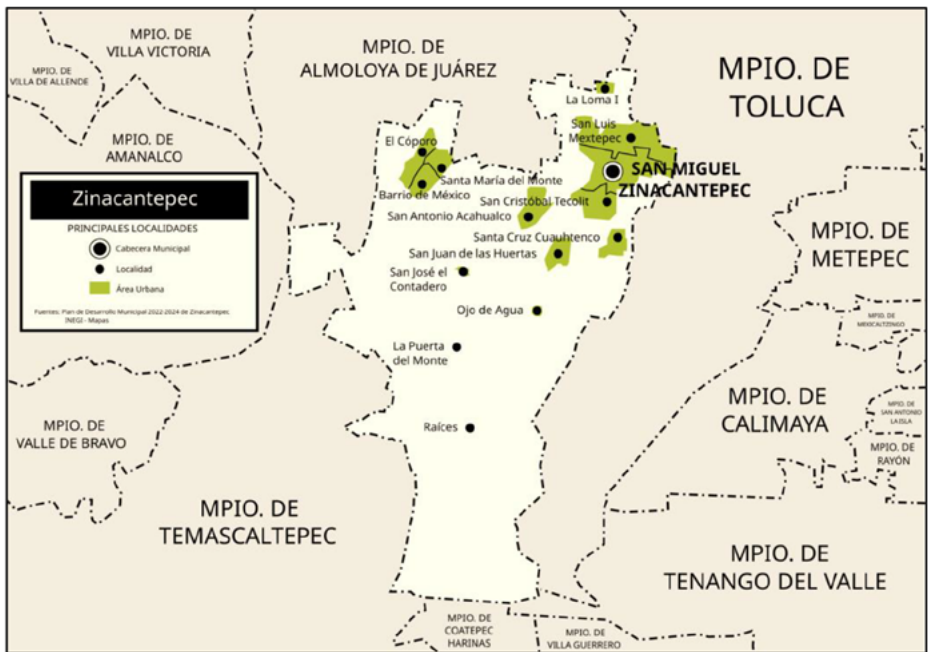 MPIO. DE
VILLA VICTORIA
MPIO. DE
VILLA DE ALLENDE
MPIO. DE
ALMOLOYA DE JUÁREZ
MPIO. DE
TOLUCA
MPIO. DE
AMANALCO
La Loma I
San Luis
Mextepec
El Cóporo
Santa María del Monte
Barrio de México
SAN MIGUEL
ZINACANTEPEC
San Cristóbal Tecolit
San Antonio Acahualco
Santa Cruz Cuauhtenco
San Juan de las Huertas
San José el
Contadero
Ojo de Agua
La Puerta
del Monte
Raíces
Zinacantepec
PRINCIPALES LOCALIDADES
Cabecera Municipal
Localidad
Área Urbana
Fuentes: Plan de Desarrollo Municipal 2022-2024 de Zinacantepec
INEGI - Mapas
MPIO. DE
METEPEC
MPIO. DE
MEXICALTZINGO
MPIO. DE
CALIMAYA
MPIO. DE
SAN ANTONIO
LA ISLA
MPIO. DE
RAYÓN
MPIO. DE
VALLE DE BRAVO
MPIO. DE
TEMASCALTEPEC
MPIO. DE
TENANGO DEL VALLE
MPIO. DE
COATEPEC
HARINAS
MPIO. DE
VILLA GUERRERO